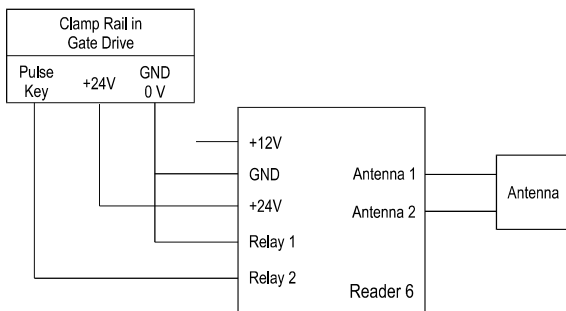 Clamp Rail in
Gate Drive
Pulse
Key
+24V
GND
0 V
+12V
GND
+24V
Relay 1
Relay 2
Antenna 1
Antenna 2
Reader 6
Antenna